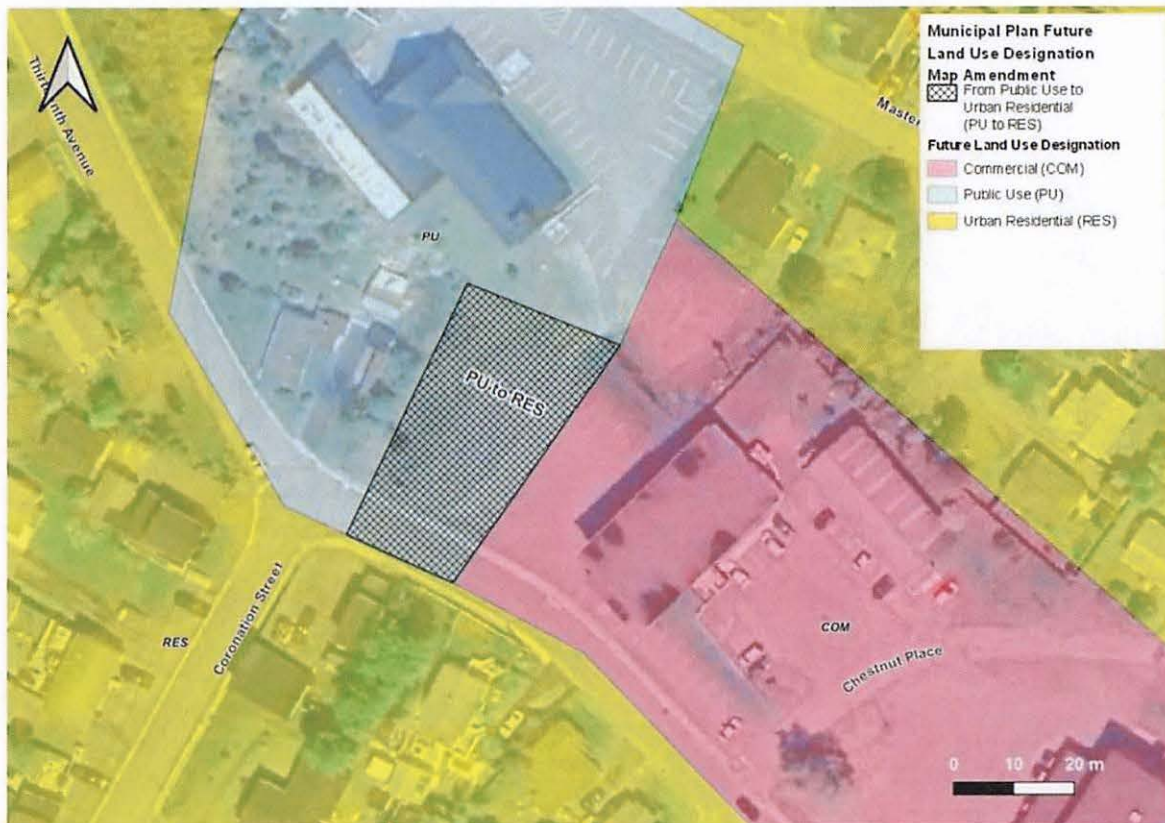 Municipal Plan Future
Land Use Designation
Map Amendment
From Public Use to
Urban Residential
(PU to RES)
Future Land Use Designation
Commercial (COM)
Public Use (PU)
Urban Residential (RES)
Avenue
PU
PU to RES
RES
Coronation Street
COM
Chestnut Place
0 10 20 m